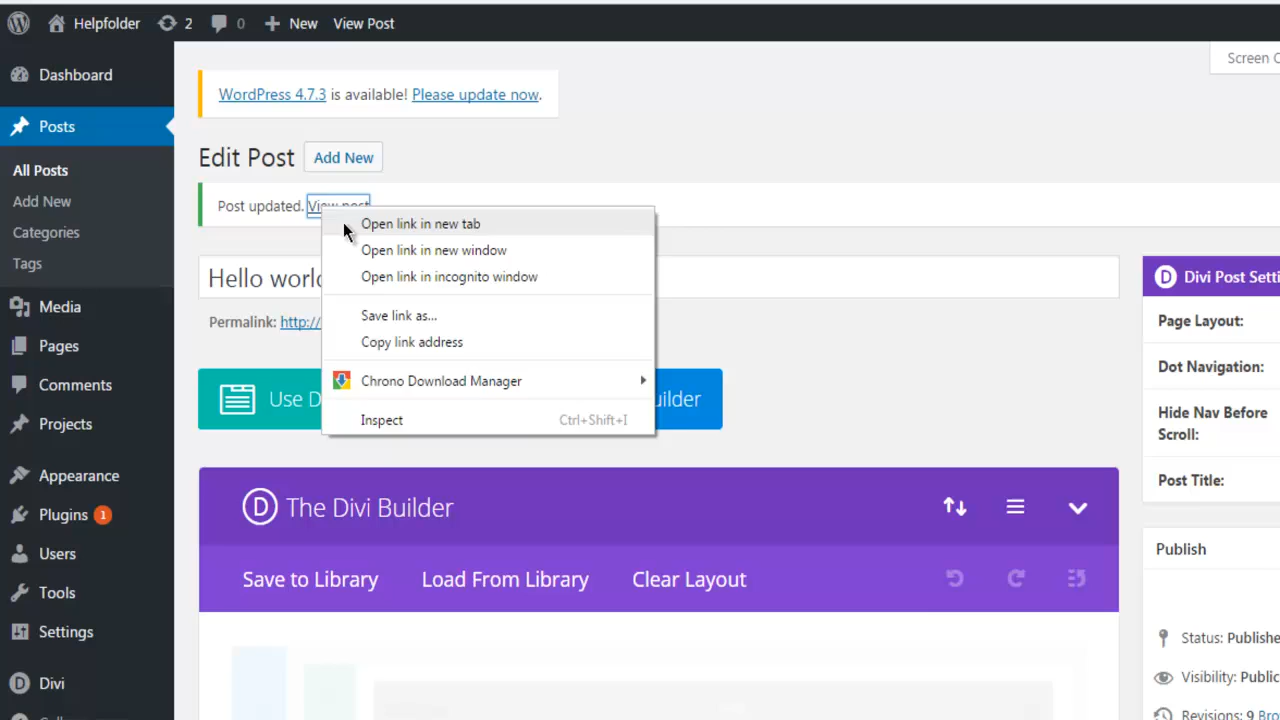 Helpfolder 2 0 New View Post
Screen
Dashboard
Posts
All Posts
Add New
Categories
Tags
Media
Pages
Comments
Projects
Appearance
Plugins 1
Users
Tools
Settings
Divi
WordPress 4.7.3 is available! Please update now.
Edit Post Add New
Post updated. View post
Hello
Permalink: http://
Use
Open link in new tab
Open link in new window
Open link in incognito window
Save link as...
Copy link address
Chrono Download Manager
Inspect Ctrl+Shift+I
D The Divi Builder
Save to Library Load From Library Clear Layout
D Divi Post
Page Layout:
Dot Navigation:
Hide Nav Before
Scroll:
Post Title:
Publish
Status:
Visibility:
Revisions: 9